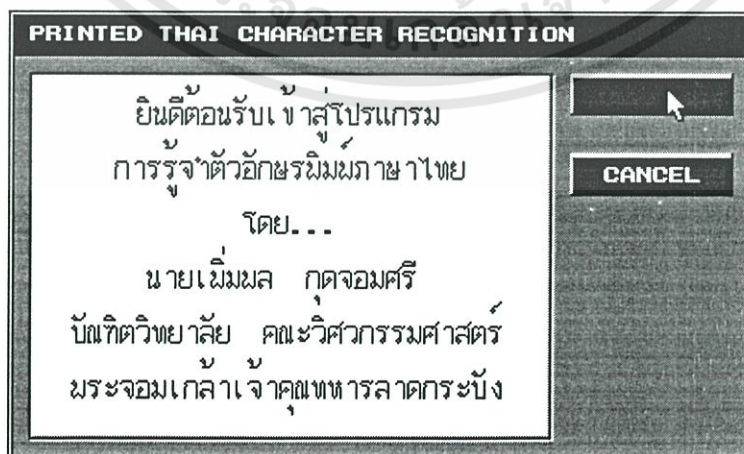 PRINTED THAI CHARACTER RECOGNITION
ยินดีต้อนรับเข้าสู่โปรแกรม
การรู้จำตัวอักษรพิมพ์ภาษาไทย
โดย...
นายเพิ่มพล กุดจอมศรี
บัณฑิตวิทยาลัย คณะวิศวกรรมศาสตร์
พระจอมเกล้าเจ้าคุณทหารลาดกระบัง
CANCEL